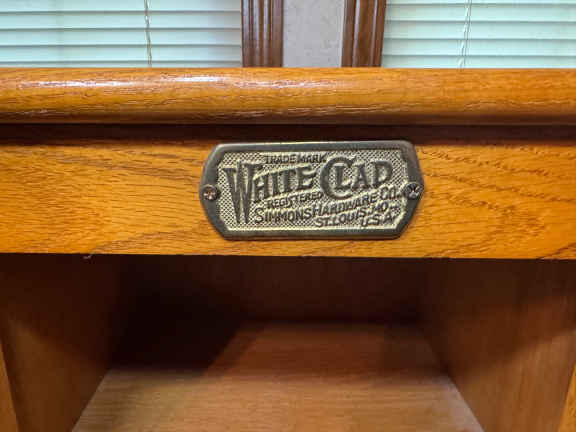 TRADE MARK
WHITE CLAD
REGISTERED
SIMMONS HARDWARE CO.
ST. LOUIS, MO.
U.S.A.